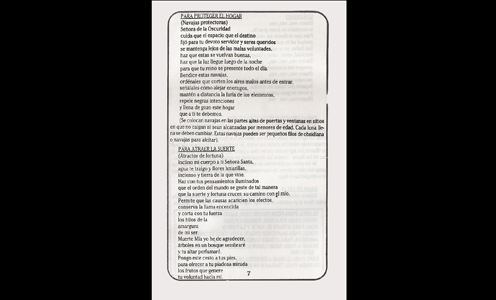 PARA PROTEGER EL HOGAR
(Navajas protectoras)
Señora de la Oscuridad
cuida que el espacio que el destino
fijó para tu devoto servidor y seres queridos
se mantenga lejos de las malas voluntades.
haz que estas se vuelvan buenas,
haz que la luz llegue luego de la noche
para que tu reino se presente todo el día.
Bendice estas navajas,
ordénales que corten los aires malos antes de entrar,
señálales cómo alejar enemigos,
mantén a distancia la furia de los elementos,
repele negras intenciones
y llena de gozo este hogar
que a ti te debemos.
(Se colocan navajas en las partes altas de puertas y ventanas en sitios
en que no caigan ni sean alcanzadas por menores de edad. Cada luna lle-
na se deben cambiar. Estas navajas pueden ser pequeños filos de obsidiana
o navajas para afeitar).
PARA ATRAER LA SUERTE
(Atractor de fortuna)
Inclino mi cuerpo a ti Señora Santa,
agua te traigo y flores amarillas,
incienso y tierra de la que vive.
Haz con tus pensamientos iluminados
que el orden del mundo se geste de tal manera
que la suerte y fortuna crucen su camino con el mío.
Permite que las causas acaricien los efectos,
conserva la llama encendida
y corta con tu fuerza
los hilos de la
amargura
de mi ser.
Muerte Mía yo he de agradecer,
árboles en un bosque sembraré
y tu altar perfumaré.
Pongo este cesto a tus pies,
para ofrecer a tu piadosa mirada
los frutos que genere
tu voluntad hacia mí.
7